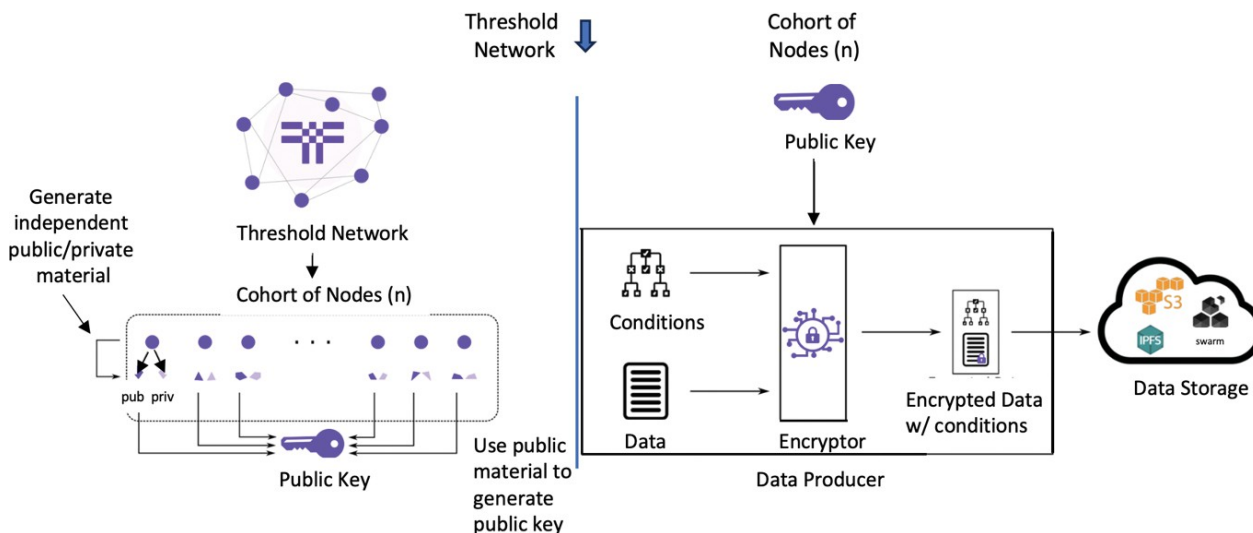 Threshold
Network
Cohort of
Nodes (n)
Public Key
Generate
independent
public/private
material
Threshold Network
Cohort of Nodes (n)
. . .
pub priv
Public Key
Use public
material to
generate
public key
Conditions
Data
Encryptor
Encrypted Data
w/ conditions
Data Producer
S3
IPFS
swarm
Data Storage